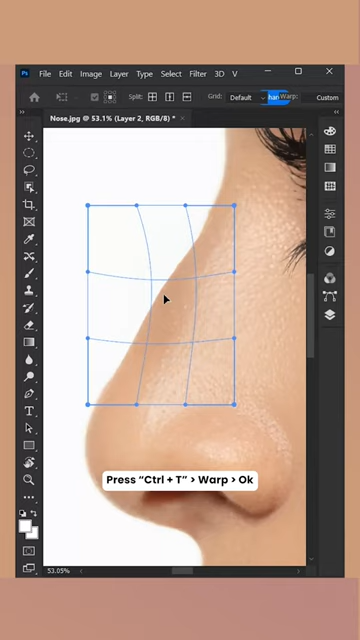 Ps File Edit Image Layer Type Select Filter 3D V
Split: Grid: Default Warp: Custom
Nose.jpg @ 53.1% (Layer 2, RGB/8) * ×
Press “Ctrl + T” > Warp > Ok
53.05%